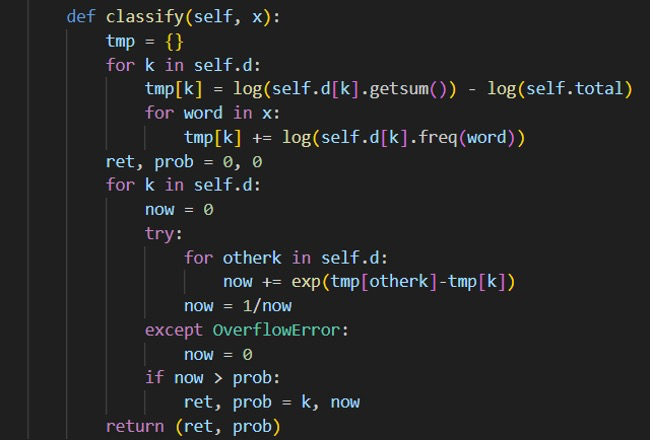 def classify(self, x):
    tmp = {}
    for k in self.d:
        tmp[k] = log(self.d[k].getsum()) - log(self.total)
        for word in x:
            tmp[k] += log(self.d[k].freq(word))
    ret, prob = 0, 0
    for k in self.d:
        now = 0
        try:
            for otherk in self.d:
                now += exp(tmp[otherk]-tmp[k])
            now = 1/now
        except OverflowError:
            now = 0
        if now > prob:
            ret, prob = k, now
    return (ret, prob)